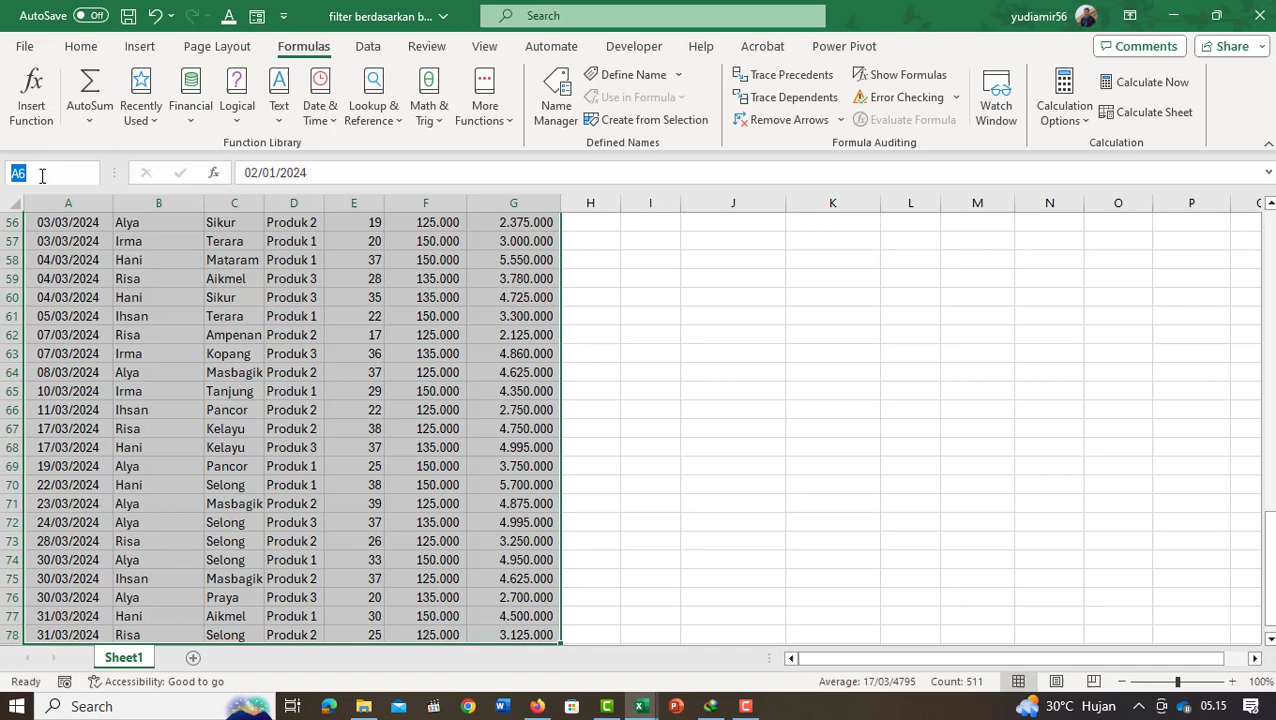 AutoSave Off filter berdasarkan b... Search yudiamir56
File Home Insert Page Layout Formulas Data Review View Automate Developer Help Acrobat Power Pivot Comments Share
Insert Function AutoSum Recently Used Financial Logical Text Date & Time Lookup & Reference Math & Trig More Functions Name Manager Define Name Use in Formula Create from Selection Trace Precedents Trace Dependents Remove Arrows Show Formulas Error Checking Evaluate Formula Watch Window Calculation Options Calculate Now Calculate Sheet
Function Library Defined Names Formula Auditing Calculation
A6 fx 02/01/2024
A B C D E F G H I J K L M N O P
56 03/03/2024 Alya Sikur Produk 2 19 125.000 2.375.000
57 03/03/2024 Irma Terara Produk 1 20 150.000 3.000.000
58 04/03/2024 Hani Mataram Produk 1 37 150.000 5.550.000
59 04/03/2024 Risa Aikmel Produk 3 28 135.000 3.780.000
60 04/03/2024 Hani Sikur Produk 3 35 135.000 4.725.000
61 05/03/2024 Ihsan Terara Produk 1 22 150.000 3.300.000
62 07/03/2024 Risa Ampenan Produk 2 17 125.000 2.125.000
63 07/03/2024 Irma Kopang Produk 3 36 135.000 4.860.000
64 08/03/2024 Alya Masbagik Produk 2 37 125.000 4.625.000
65 10/03/2024 Irma Tanjung Produk 1 29 150.000 4.350.000
66 11/03/2024 Ihsan Pancor Produk 2 22 125.000 2.750.000
67 17/03/2024 Risa Kelayu Produk 2 38 125.000 4.750.000
68 17/03/2024 Hani Kelayu Produk 3 37 135.000 4.995.000
69 19/03/2024 Alya Pancor Produk 1 25 150.000 3.750.000
70 22/03/2024 Hani Selong Produk 1 38 150.000 5.700.000
71 23/03/2024 Alya Masbagik Produk 2 39 125.000 4.875.000
72 24/03/2024 Alya Selong Produk 3 37 135.000 4.995.000
73 28/03/2024 Risa Selong Produk 2 26 125.000 3.250.000
74 30/03/2024 Alya Selong Produk 1 33 150.000 4.950.000
75 30/03/2024 Ihsan Masbagik Produk 2 37 125.000 4.625.000
76 30/03/2024 Alya Praya Produk 3 20 135.000 2.700.000
77 31/03/2024 Hani Aikmel Produk 1 30 150.000 4.500.000
78 31/03/2024 Risa Selong Produk 2 25 125.000 3.125.000
Sheet1
Ready Accessibility: Good to go Average: 17/03/4795 Count: 511 100%
Search 30°C Hujan 05.15